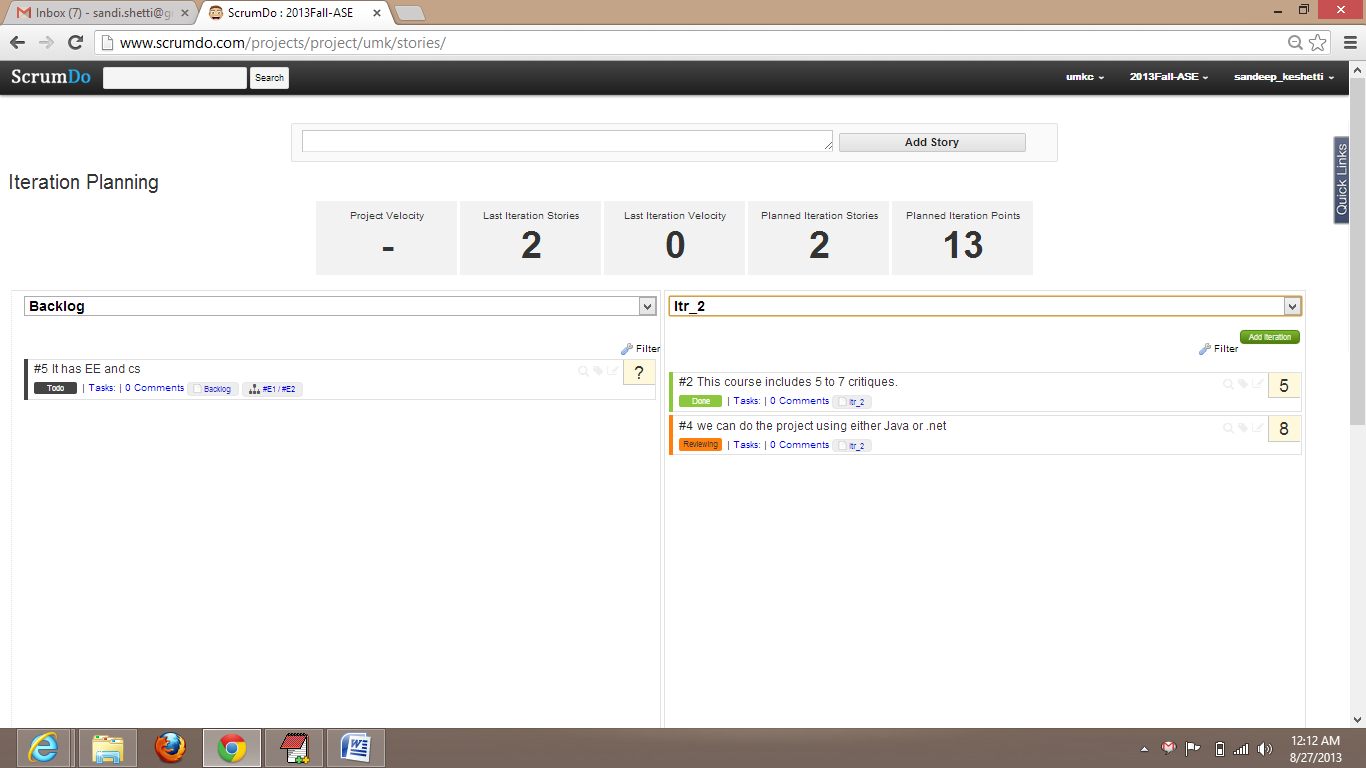 Inbox (7) - sandi.shetti@g
ScrumDo : 2013Fall-ASE
www.scrumdo.com/projects/project/umk/stories/
ScrumDo
Search
umkc
2013Fall-ASE
sandeep_keshetti
Add Story
Quick Links
Iteration Planning
Project Velocity
-
Last Iteration Stories
2
Last Iteration Velocity
0
Planned Iteration Stories
2
Planned Iteration Points
13
Backlog
Filter
#5 It has EE and cs
?
Todo | Tasks: | 0 Comments Backlog #E1 / #E2
Itr_2
Add Iteration
Filter
#2 This course includes 5 to 7 critiques.
5
Done | Tasks: | 0 Comments Itr_2
#4 we can do the project using either Java or .net
8
Reviewing | Tasks: | 0 Comments Itr_2
12:12 AM
8/27/2013